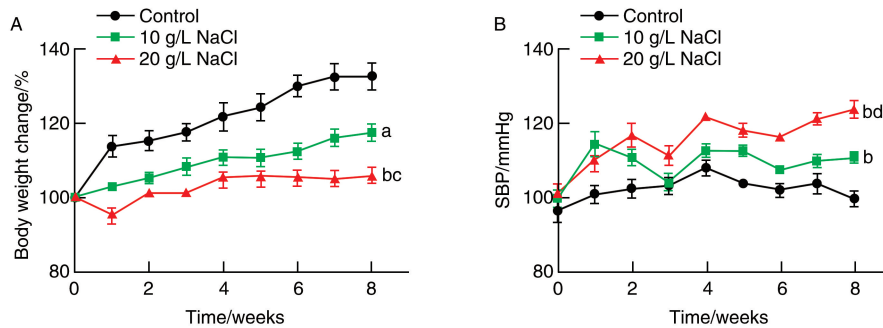 A
Control
10 g/L NaCl
20 g/L NaCl
140
120
100
80
Body weight change/%
a
bc
0
2
4
6
8
Time/weeks
B
Control
10 g/L NaCl
20 g/L NaCl
140
120
100
80
SBP/mmHg
bd
b
0
2
4
6
8
Time/weeks